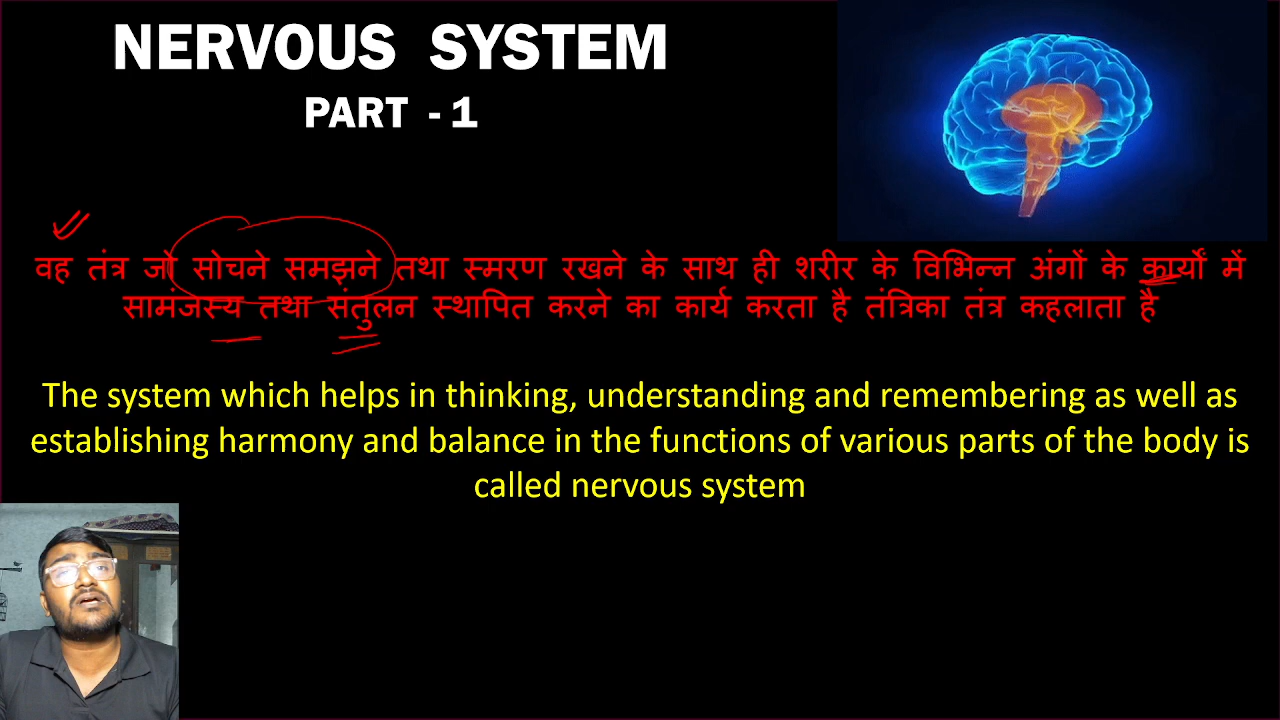 NERVOUS SYSTEM
PART - 1
वह तंत्र जो सोचने समझने तथा स्मरण रखने के साथ ही शरीर के विभिन्न अंगों के कार्यों में
सामंजस्य तथा संतुलन स्थापित करने का कार्य करता है तंत्रिका तंत्र कहलाता है
The system which helps in thinking, understanding and remembering as well as
establishing harmony and balance in the functions of various parts of the body is
called nervous system